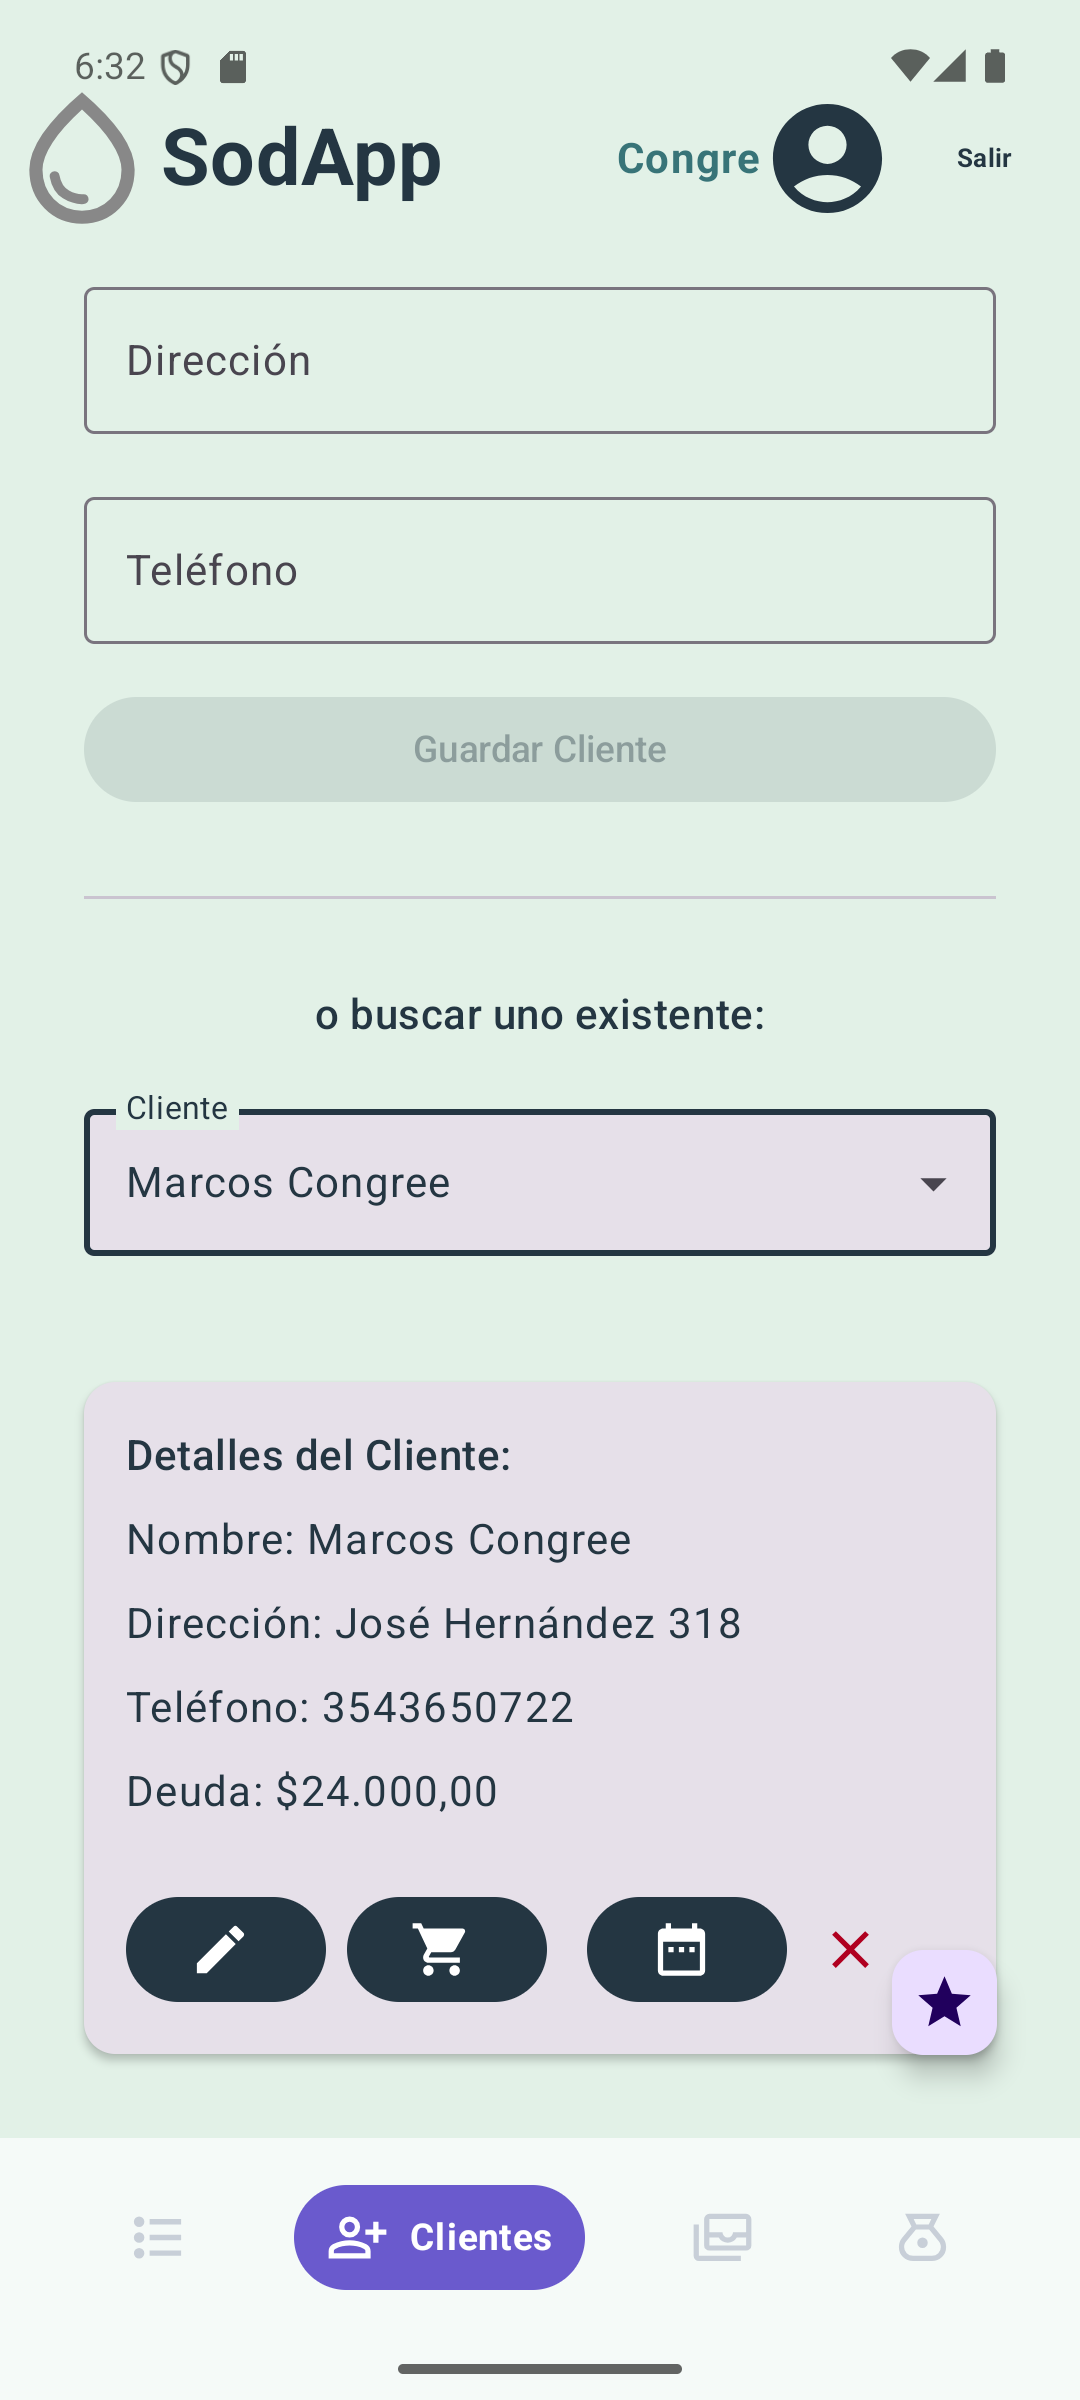 6:32
SodApp
Congre
Salir
Dirección
Teléfono
Guardar Cliente
o buscar uno existente:
Cliente
Marcos Congree
Detalles del Cliente:
Nombre: Marcos Congree
Dirección: José Hernández 318
Teléfono: 3543650722
Deuda: $24.000,00
Clientes